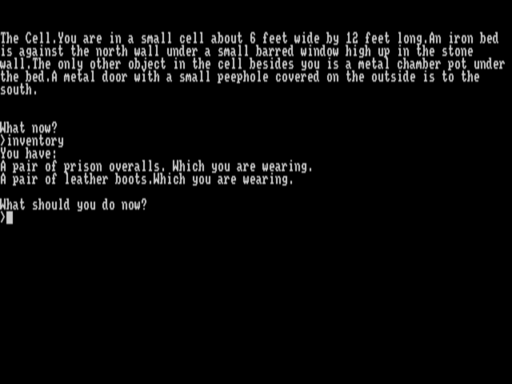 The Cell.You are in a small cell about 6 feet wide by 12 feet long.An iron bed
is against the north wall under a small barred window high up in the stone
wall.The only other object in the cell besides you is a metal chamber pot under
the bed.A metal door with a small peephole covered on the outside is to the
south.
What now?
>inventory
You have:
A pair of prison overalls. Which you are wearing.
A pair of leather boots.Which you are wearing.
What should you do now?
>